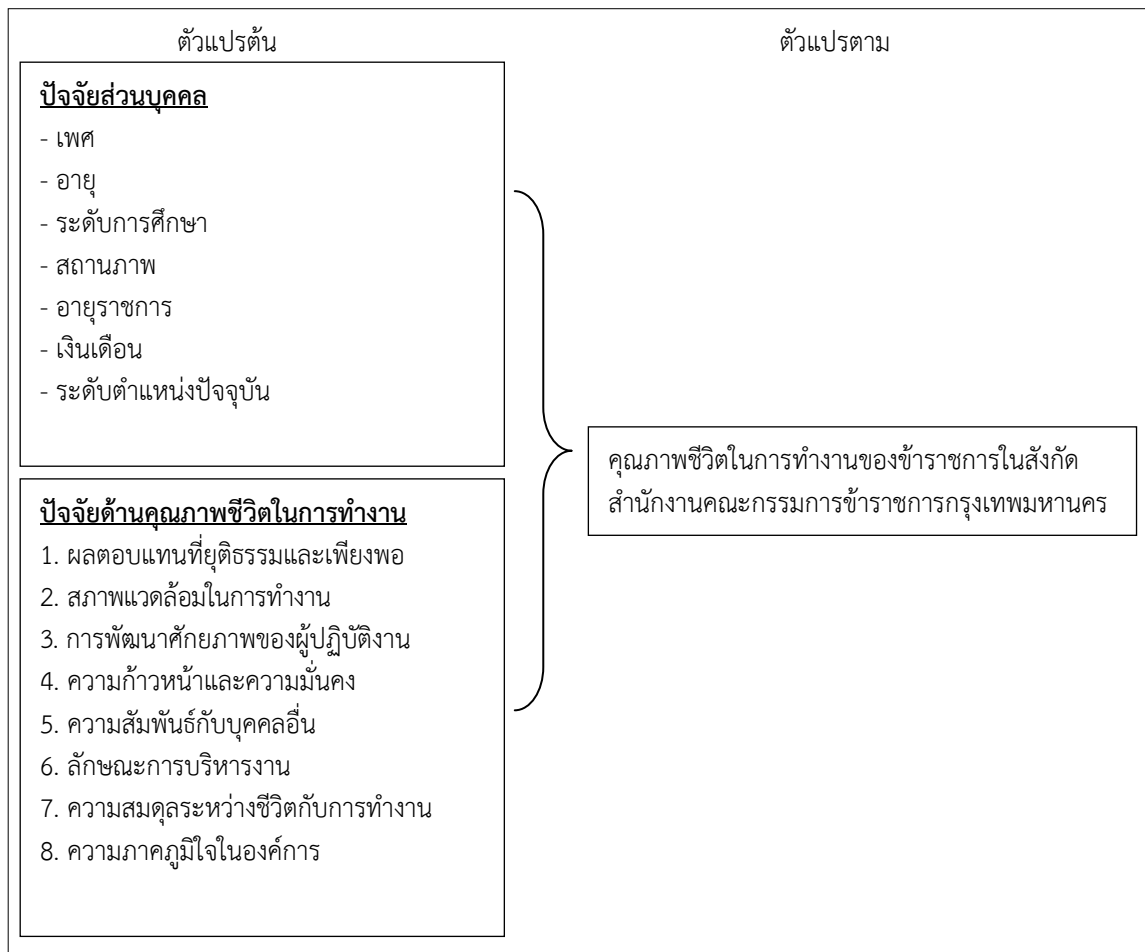 ตัวแปรต้น
ตัวแปรตาม
ปัจจัยส่วนบุคคล
- เพศ
- อายุ
- ระดับการศึกษา
- สถานภาพ
- อายุราชการ
- เงินเดือน
- ระดับตำแหน่งปัจจุบัน
ปัจจัยด้านคุณภาพชีวิตในการทำงาน
1. ผลตอบแทนที่ยุติธรรมและเพียงพอ
2. สภาพแวดล้อมในการทำงาน
3. การพัฒนาศักยภาพของผู้ปฏิบัติงาน
4. ความก้าวหน้าและความมั่นคง
5. ความสัมพันธ์กับบุคคลอื่น
6. ลักษณะการบริหารงาน
7. ความสมดุลระหว่างชีวิตกับการทำงาน
8. ความภาคภูมิใจในองค์การ
คุณภาพชีวิตในการทำงานของข้าราชการในสังกัด
สำนักงานคณะกรรมการข้าราชการกรุงเทพมหานคร